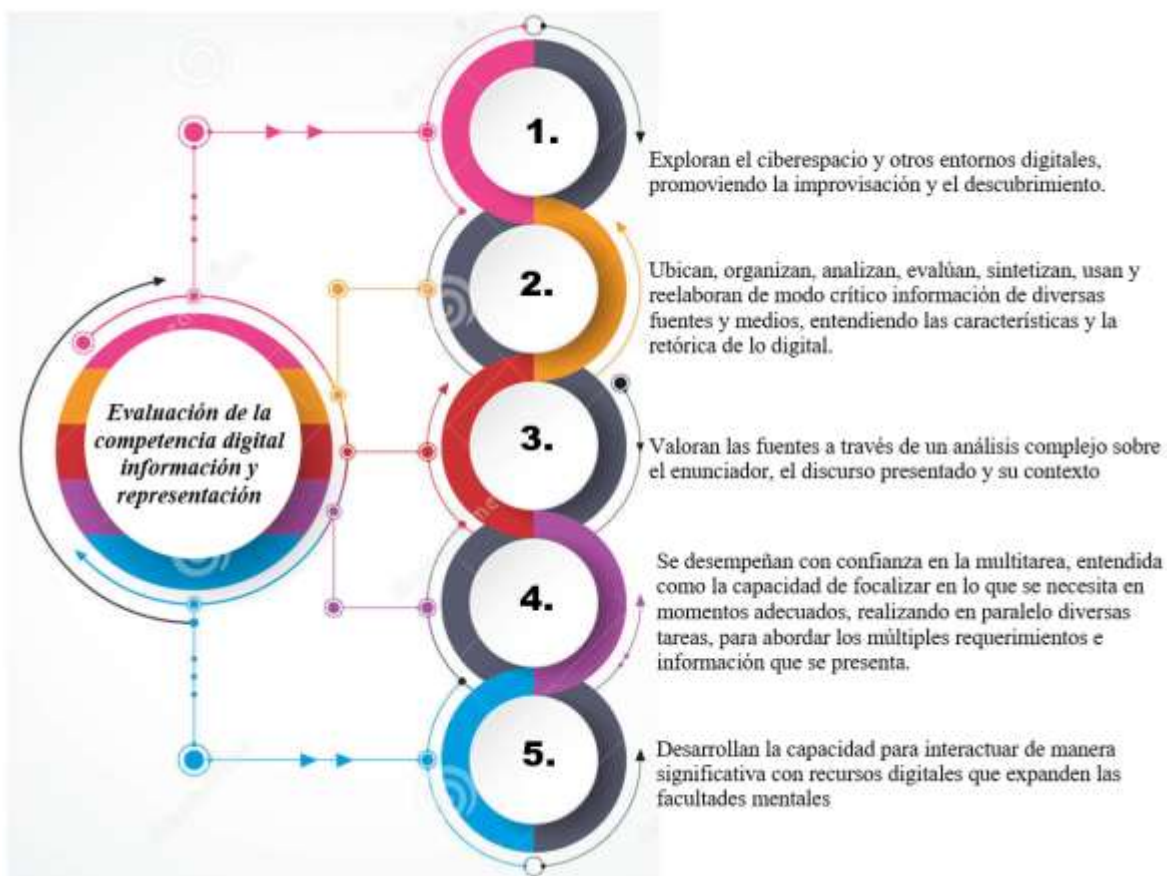 Evaluación de la
competencia digital
información y
representación
1.
Exploran el ciberespacio y otros entornos digitales,
promoviendo la improvisación y el descubrimiento.
2.
Ubican, organizan, analizan, evalúan, sintetizan, usan y
reelaboran de modo crítico información de diversas
fuentes y medios, entendiendo las características y la
retórica de lo digital.
3.
Valoran las fuentes a través de un análisis complejo sobre
el enunciador, el discurso presentado y su contexto
4.
Se desempeñan con confianza en la multitarea, entendida
como la capacidad de focalizar en lo que se necesita en
momentos adecuados, realizando en paralelo diversas
tareas, para abordar los múltiples requerimientos e
información que se presenta.
5.
Desarrollan la capacidad para interactuar de manera
significativa con recursos digitales que expanden las
facultades mentales